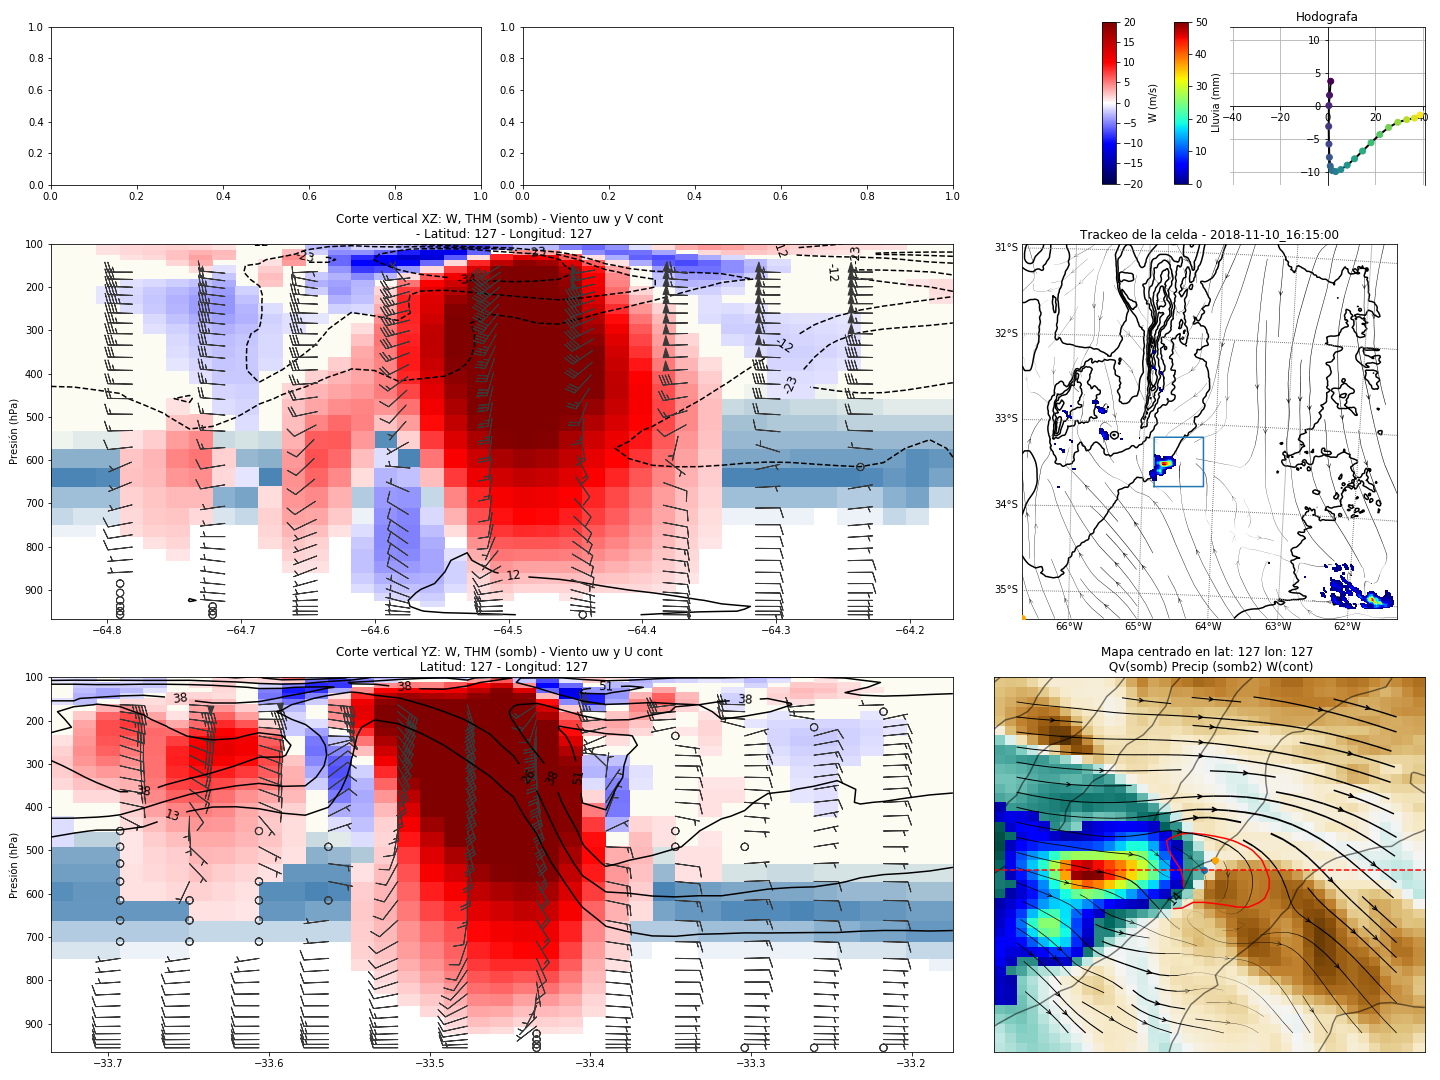 1.0
0.8
0.6
0.4
0.2
0.0
0.0 0.2 0.4 0.6 0.8 1.0
1.0
0.8
0.6
0.4
0.2
0.0
0.0 0.2 0.4 0.6 0.8 1.0
20
15
10
5
0
−5
−10
−15
−20
W (m/s)
50
40
30
20
10
0
Lluvia (mm)
Hodografa
10
5
0
−5
−10
−40 −20 0 20 40
Corte vertical XZ: W, THM (somb) - Viento uw y V cont
- Latitud: 127 - Longitud: 127
Presión (hPa)
100
200
300
400
500
600
700
800
900
−64.8 −64.7 −64.6 −64.5 −64.4 −64.3 −64.2
-23
-23
-34
-12
-23
-12
-12
-23
12
Trackeo de la celda - 2018-11-10_16:15:00
31°S
32°S
33°S
34°S
35°S
66°W 65°W 64°W 63°W 62°W
Corte vertical YZ: W, THM (somb) - Viento uw y U cont
Latitud: 127 - Longitud: 127
Presión (hPa)
100
200
300
400
500
600
700
800
900
−33.7 −33.6 −33.5 −33.4 −33.3 −33.2
38
38
51
38
38
13
26
38
51
Mapa centrado en lat: 127 lon: 127
Qv(somb) Precip (somb2) W(cont)